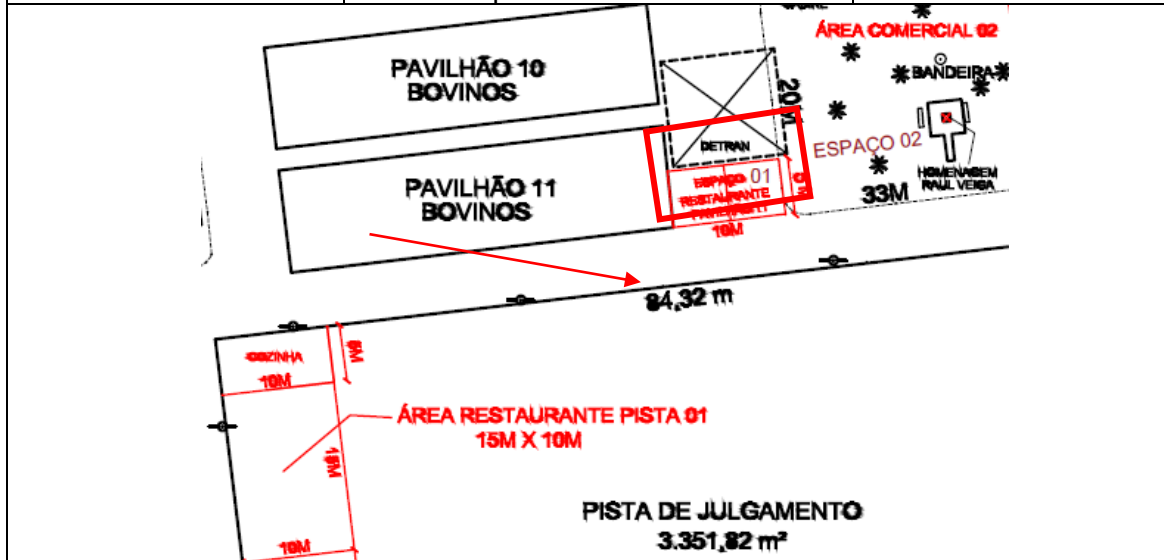 ÁREA COMERCIAL 02
BANDEIRA
PAVILHÃO 10
BOVINOS
20M
DETRAN
ESPAÇO 02
HOMENAGEM
RAUL VEIGA
33M
PAVILHÃO 11
BOVINOS
ESPAÇO 01
RESTAURANTE
10M
84,32 m
COZINHA
10M
ÁREA RESTAURANTE PISTA 01
15M X 10M
15M
10M
PISTA DE JULGAMENTO
3.351,82 m²